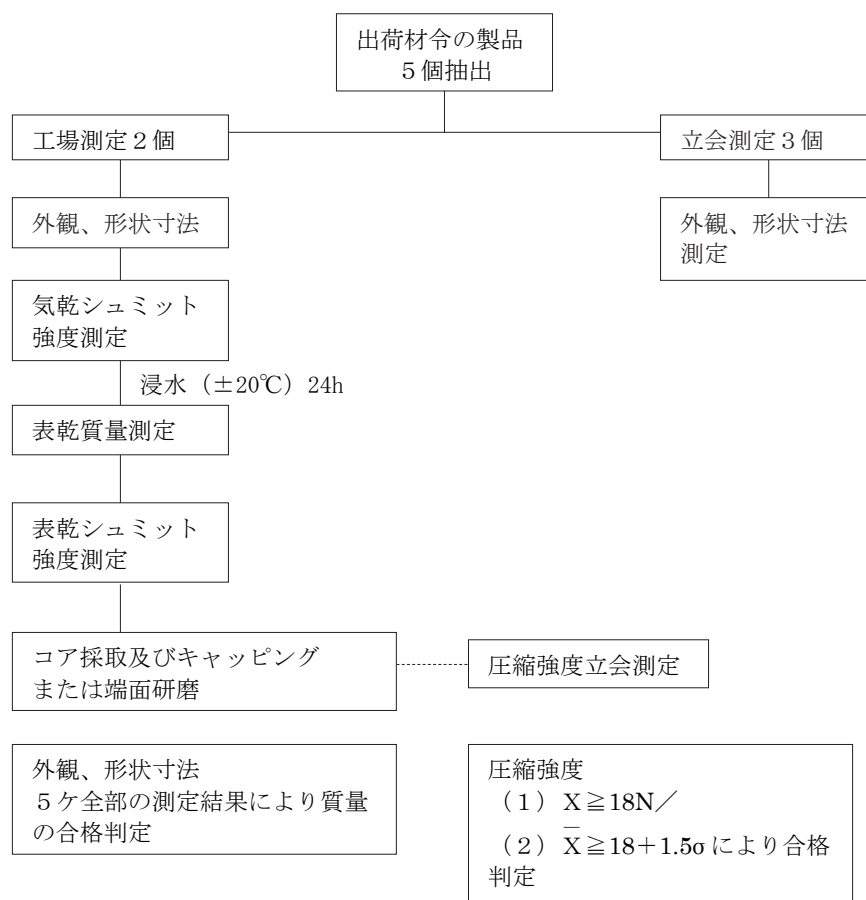 出荷材令の製品
５個抽出
工場測定２個
立会測定３個
外観、形状寸法
外観、形状寸法
測定
気乾シュミット
強度測定
浸水（±20℃）24h
表乾質量測定
表乾シュミット
強度測定
コア採取及びキャッピング
または端面研磨
圧縮強度立会測定
外観、形状寸法
５ケ全部の測定結果により質量
の合格判定
圧縮強度
（１）X≧18N／
（２）X̅≧18＋1.5σにより合格
判定